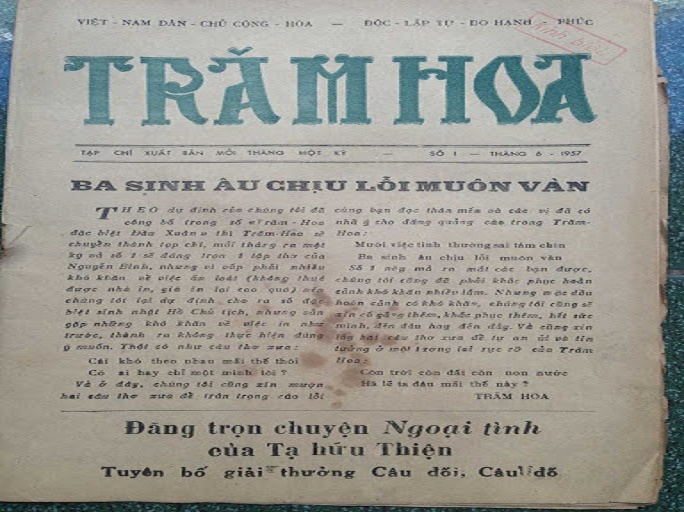 VIỆT - NAM DÂN - CHỦ CỘNG - HÒA — ĐỘC - LẬP TỰ - DO HẠNH PHÚC
Kính biếu
TRĂM HOA
TẠP CHÍ XUẤT BẢN MỖI THÁNG MỘT KỲ — SỐ 1 — THÁNG 6 - 1957
BA SINH ÂU CHỊU LỖI MUÔN VÀN
THEO dự định của chúng tôi đã
công bố trong số Trăm-Hoa
đặc biệt Đầu Xuân thì Trăm-Hoa sẽ
chuyển thành tạp chí, mỗi tháng ra một
kỳ và số 1 sẽ đăng trọn 1 tập thơ của
Nguyễn Bính, nhưng vì vấp phải nhiều
khó khăn về việc ấn loát (không thuê
được nhà in, giá in lại cao quá) nên
chúng tôi lại dự định cho ra số đặc
biệt sinh nhật Hồ Chủ tịch, nhưng vẫn
gặp những khó khăn về việc in như
trước, thành ra không thực hiện đúng
ý muốn. Thật có như câu thơ xưa:
Cái khó theo nhau mãi thế thôi
Có ai hay chỉ một mình tôi ?
Và ở đây, chúng tôi cũng xin mượn
hai câu thơ xưa để trân trọng cáo lỗi
cùng bạn đọc thân mến và các vị đã có
nhã ý cho đăng quảng cáo trong Trăm-
Hoa:
Mười việc tính thường sai tám chín
Ba sinh âu chịu lỗi muôn vàn
Số 1 này ra mắt các bạn được,
chúng tôi cũng đã phải khắc phục hoàn
cảnh khó khăn nhiều lắm. Nhưng mặc dầu
hoàn cảnh có khó khăn, chúng tôi cũng sẽ
xin cố gắng thêm, khắc phục thêm, hết sức
mình, đến đâu hay đến đấy. Và cũng xin
lấy hai câu thơ xưa để tự an ủi và tin
tưởng ở một tương lai rực rỡ của Trăm
Hoa:
Còn trời còn đất còn non nước
Há lẽ ta đâu mãi thế này ?
TRĂM HOA
Đăng trọn chuyện Ngoại tình
của Tạ hữu Thiện
Tuyên bố giải thưởng Câu đối, Câu đố